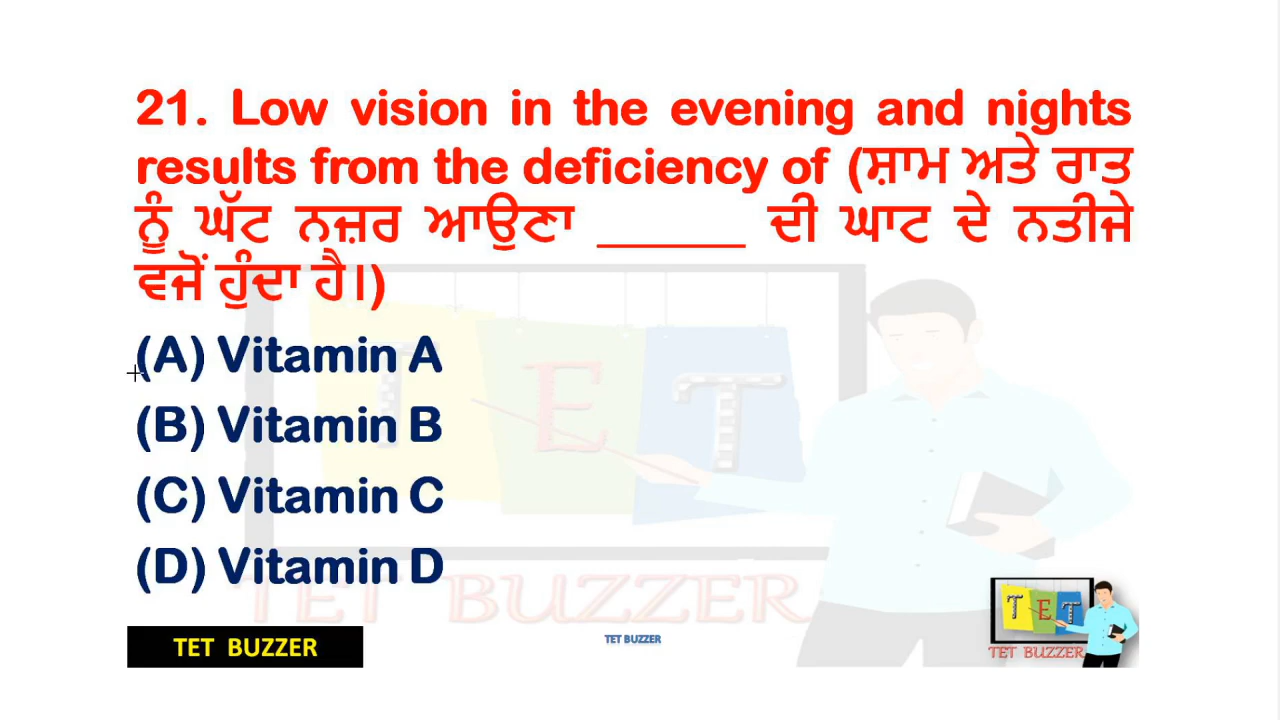 21. Low vision in the evening and nights
results from the deficiency of (ਸ਼ਾਮ ਅਤੇ ਰਾਤ
ਨੂੰ ਘੱਟ ਨਜ਼ਰ ਆਉਣਾ ______ ਦੀ ਘਾਟ ਦੇ ਨਤੀਜੇ
ਵਜੋਂ ਹੁੰਦਾ ਹੈ।)
(A) Vitamin A
(B) Vitamin B
(C) Vitamin C
(D) Vitamin D
T E T
TET BUZZER
TET BUZZER
TET BUZZER
T E T
TET BUZZER